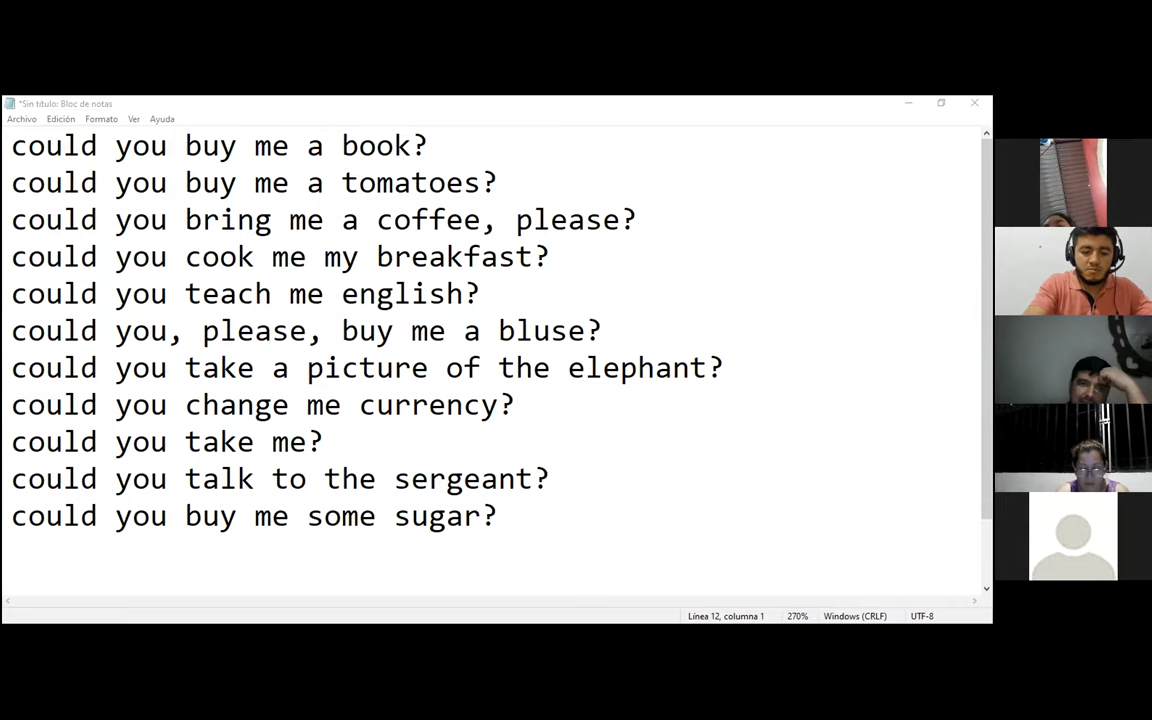 *Sin título: Bloc de notas
Archivo Edición Formato Ver Ayuda
could you buy me a book?
could you buy me a tomatoes?
could you bring me a coffee, please?
could you cook me my breakfast?
could you teach me english?
could you, please, buy me a bluse?
could you take a picture of the elephant?
could you change me currency?
could you take me?
could you talk to the sergeant?
could you buy me some sugar?
Línea 12, columna 1 270% Windows (CRLF) UTF-8